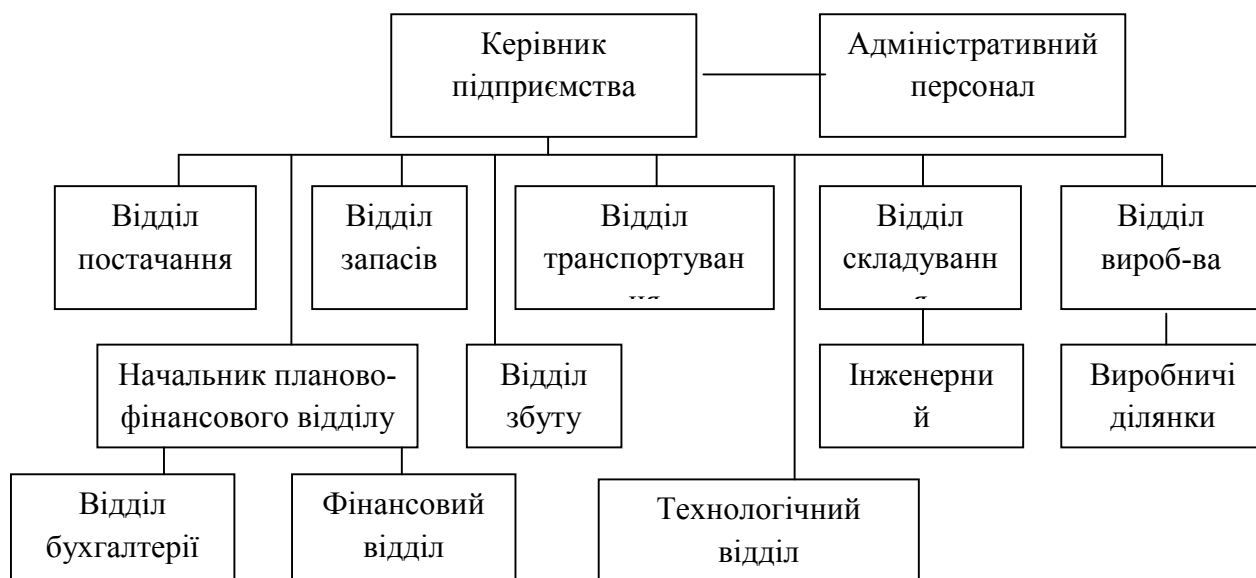 Керівник
підприємства
Адміністративний
персонал
Відділ
постачання
Відділ
запасів
Відділ
транспортуван
ня
Відділ
складуванн
я
Відділ
вироб-ва
Начальник планово-
фінансового відділу
Відділ
збуту
Інженерни
й
Виробничі
ділянки
Відділ
бухгалтерії
Фінансовий
відділ
Технологічний
відділ